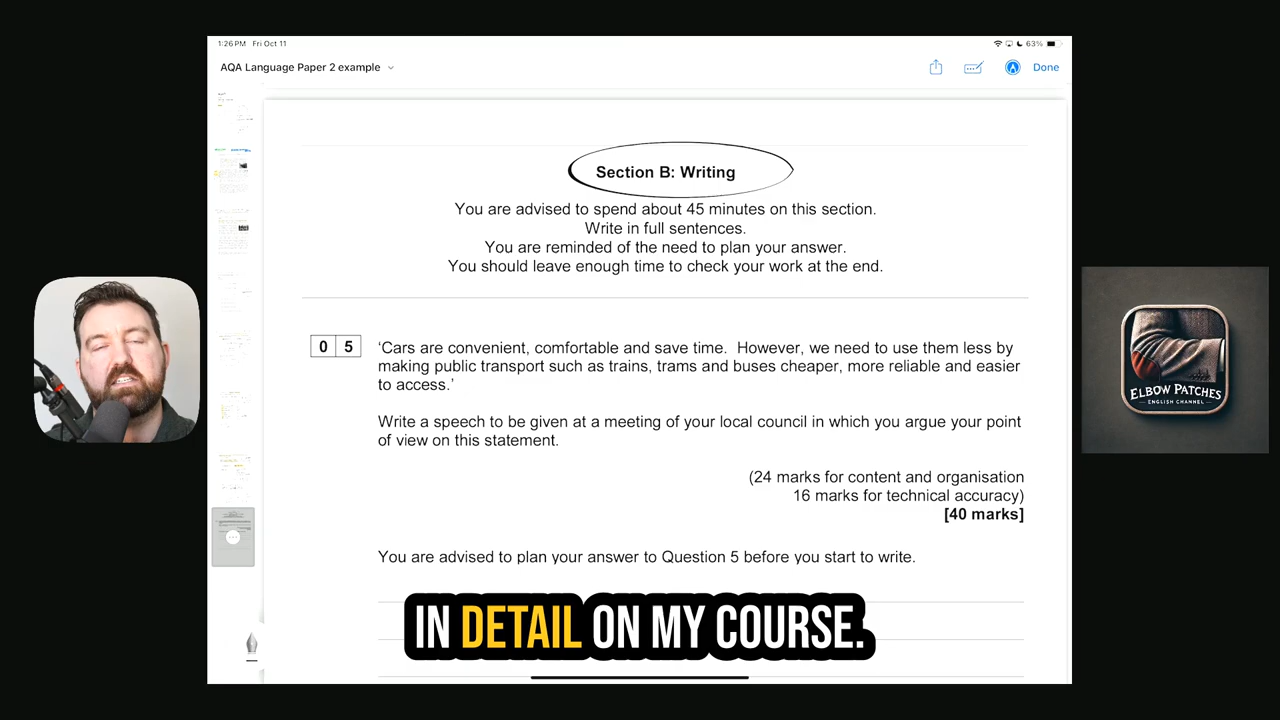 1:26 PM Fri Oct 11
63%
AQA Language Paper 2 example
Done
Section B: Writing
You are advised to spend about 45 minutes on this section.
Write in full sentences.
You are reminded of the need to plan your answer.
You should leave enough time to check your work at the end.
0 5
‘Cars are convenient, comfortable and save time. However, we need to use them less by
making public transport such as trains, trams and buses cheaper, more reliable and easier
to access.’
Write a speech to be given at a meeting of your local council in which you argue your point
of view on this statement.
(24 marks for content and organisation
16 marks for technical accuracy)
[40 marks]
You are advised to plan your answer to Question 5 before you start to write.
IN DETAIL ON MY COURSE.
ELBOW PATCHES
ENGLISH CHANNEL